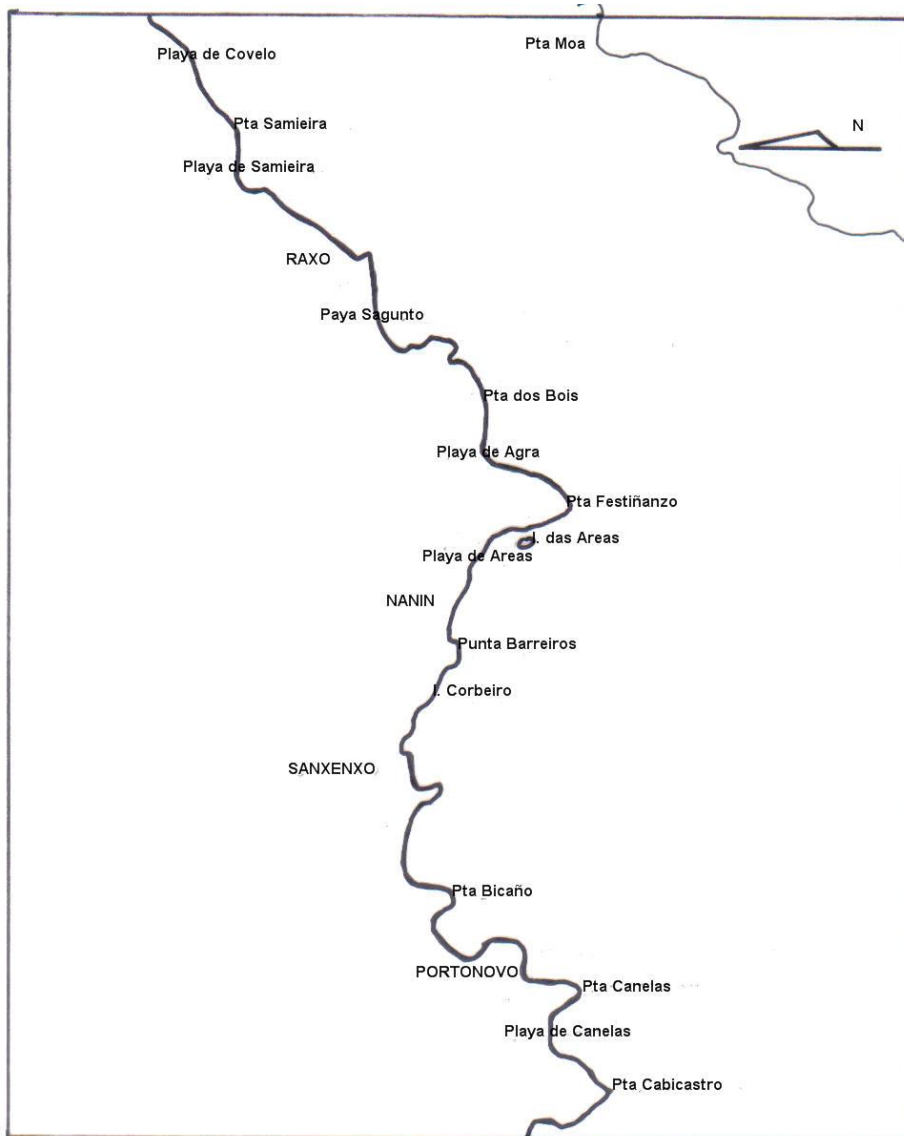 Pta Moa
Playa de Covelo
Pta Samieira
N
Playa de Samieira
RAXO
Paya Sagunto
Pta dos Bois
Playa de Agra
Pta Festiñanzo
I. das Areas
Playa de Areas
NANIN
Punta Barreiros
I. Corbeiro
SANXENXO
Pta Bicaño
PORTONOVO
Pta Canelas
Playa de Canelas
Pta Cabicastro